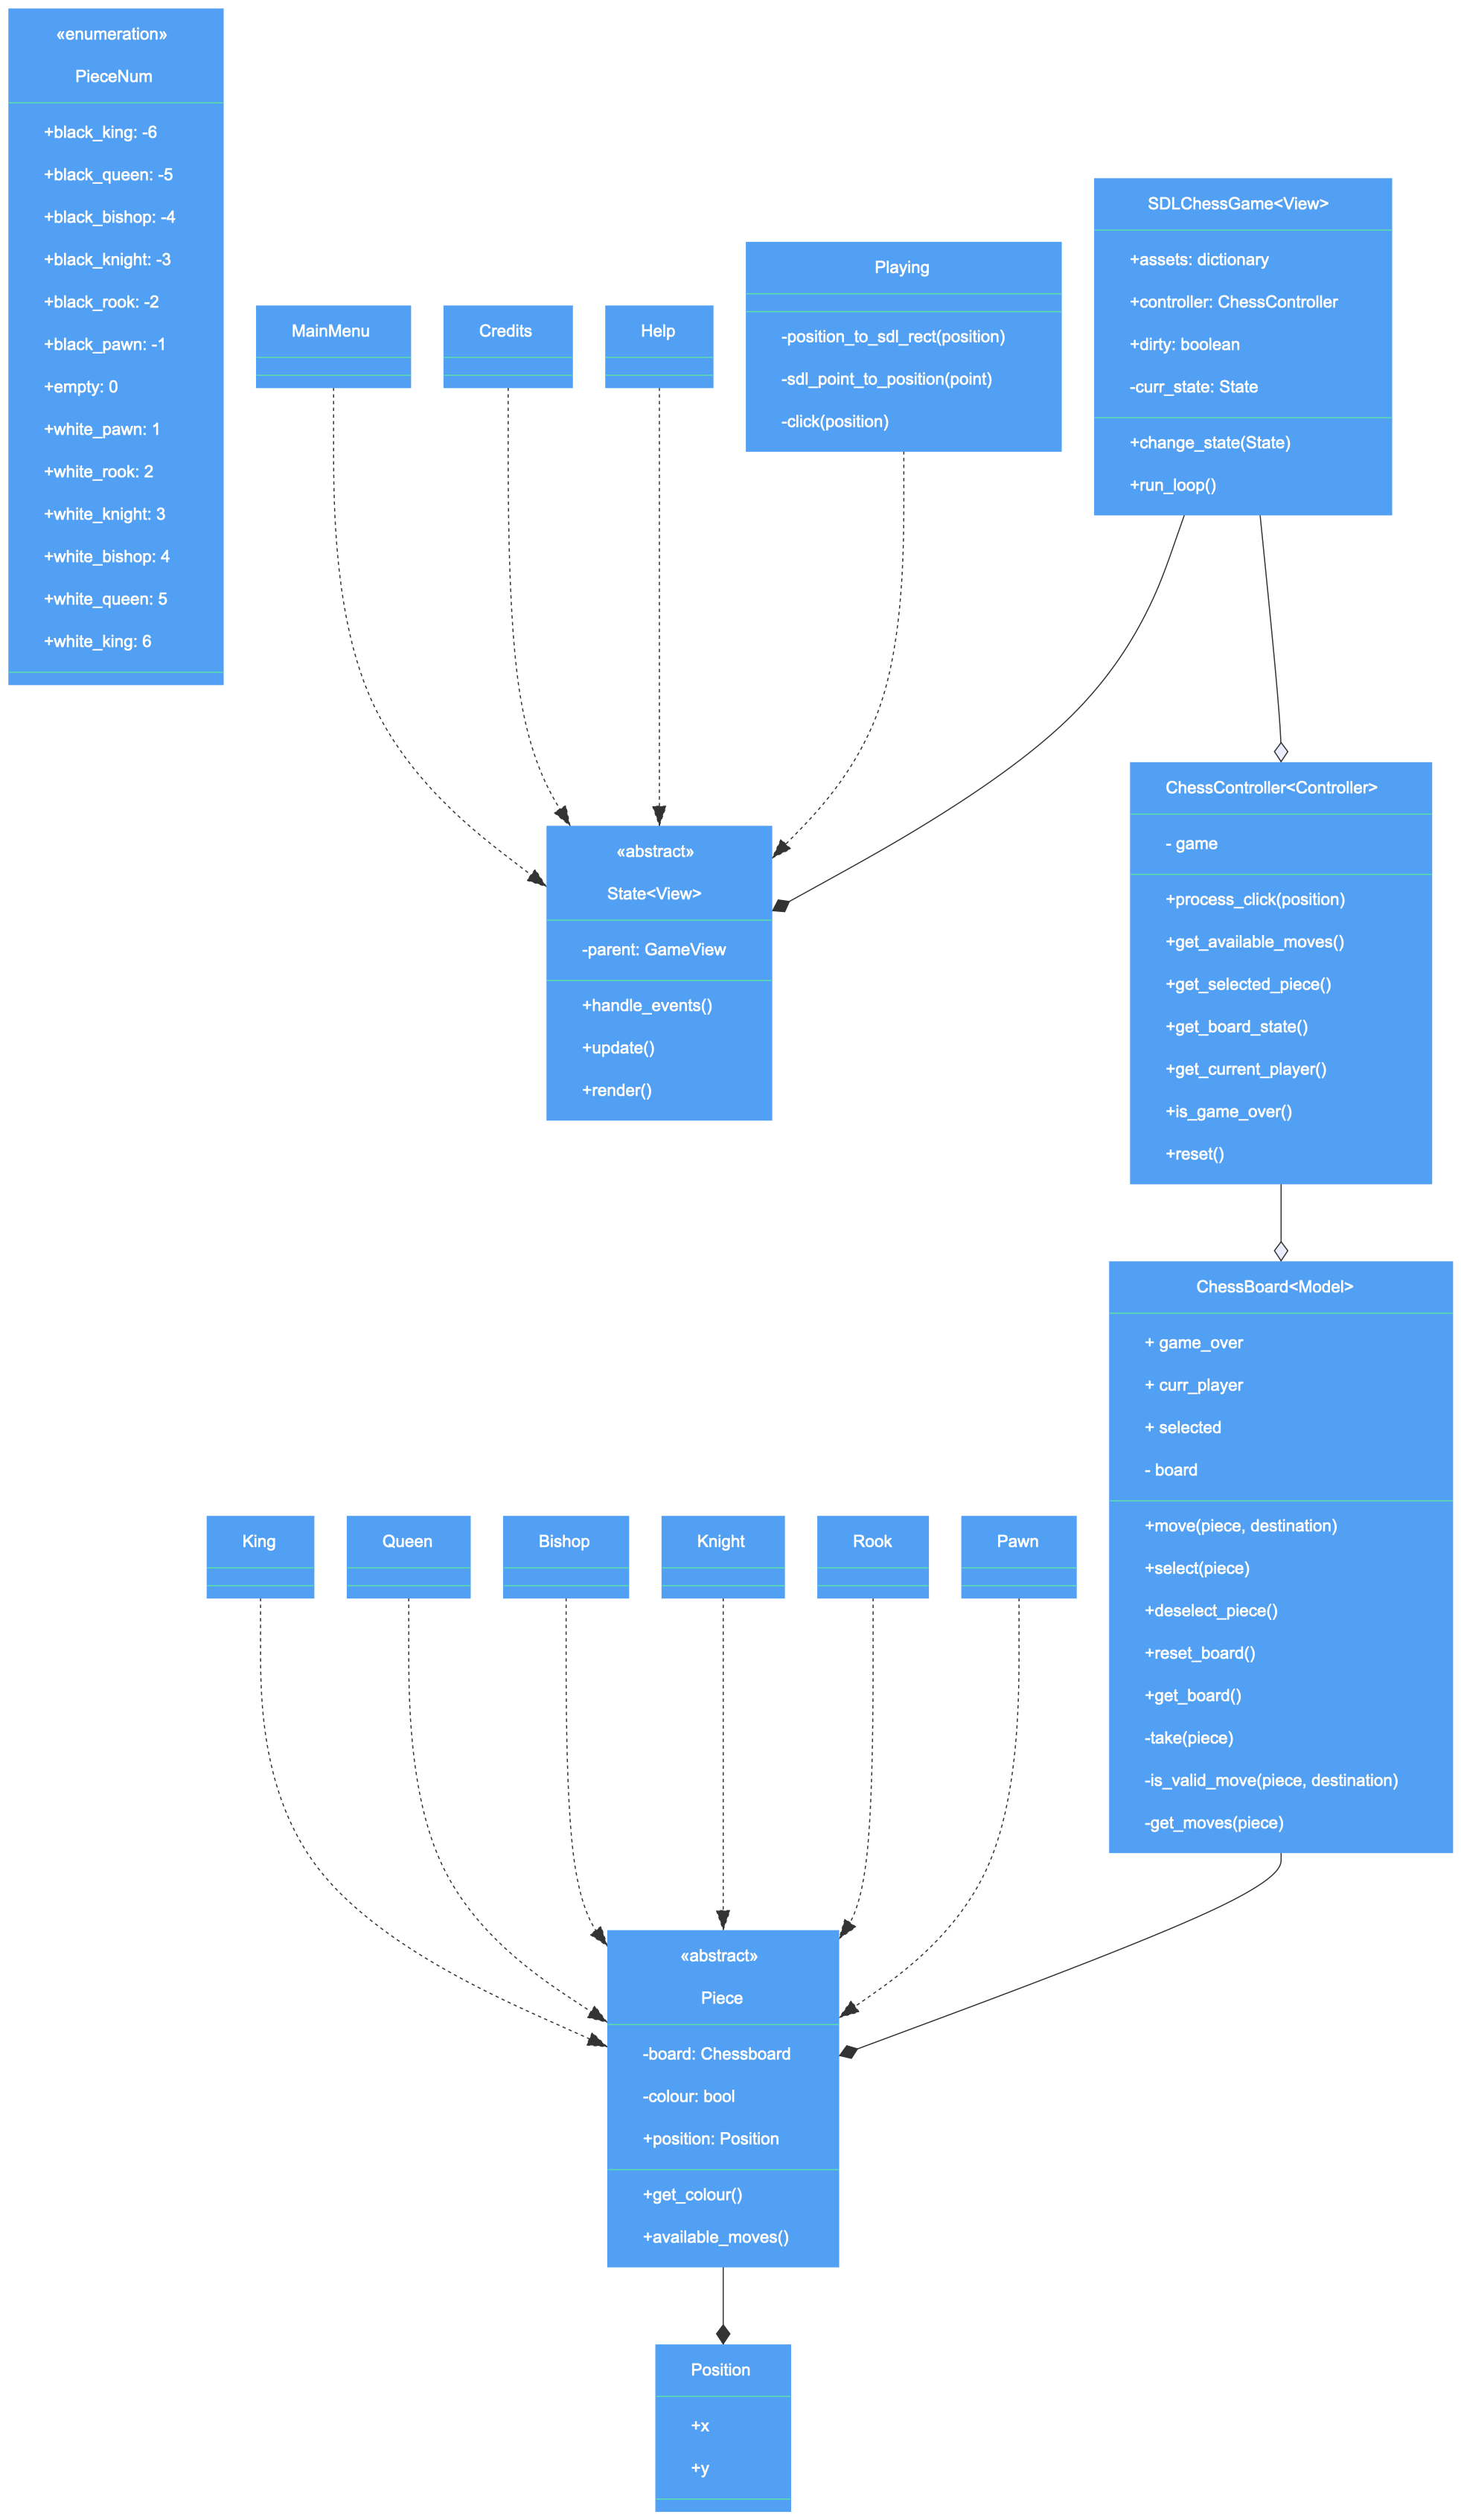 «enumeration»
PieceNum
+black_king: -6
+black_queen: -5
+black_bishop: -4
+black_knight: -3
+black_rook: -2
+black_pawn: -1
+empty: 0
+white_pawn: 1
+white_rook: 2
+white_knight: 3
+white_bishop: 4
+white_queen: 5
+white_king: 6
MainMenu
Credits
Help
Playing
-position_to_sdl_rect(position)
-sdl_point_to_position(point)
-click(position)
SDLChessGame<View>
+assets: dictionary
+controller: ChessController
+dirty: boolean
-curr_state: State
+change_state(State)
+run_loop()
«abstract»
State<View>
-parent: GameView
+handle_events()
+update()
+render()
ChessController<Controller>
- game
+process_click(position)
+get_available_moves()
+get_selected_piece()
+get_board_state()
+get_current_player()
+is_game_over()
+reset()
ChessBoard<Model>
+ game_over
+ curr_player
+ selected
- board
+move(piece, destination)
+select(piece)
+deselect_piece()
+reset_board()
+get_board()
-take(piece)
-is_valid_move(piece, destination)
-get_moves(piece)
King
Queen
Bishop
Knight
Rook
Pawn
«abstract»
Piece
-board: Chessboard
-colour: bool
+position: Position
+get_colour()
+available_moves()
Position
+x
+y